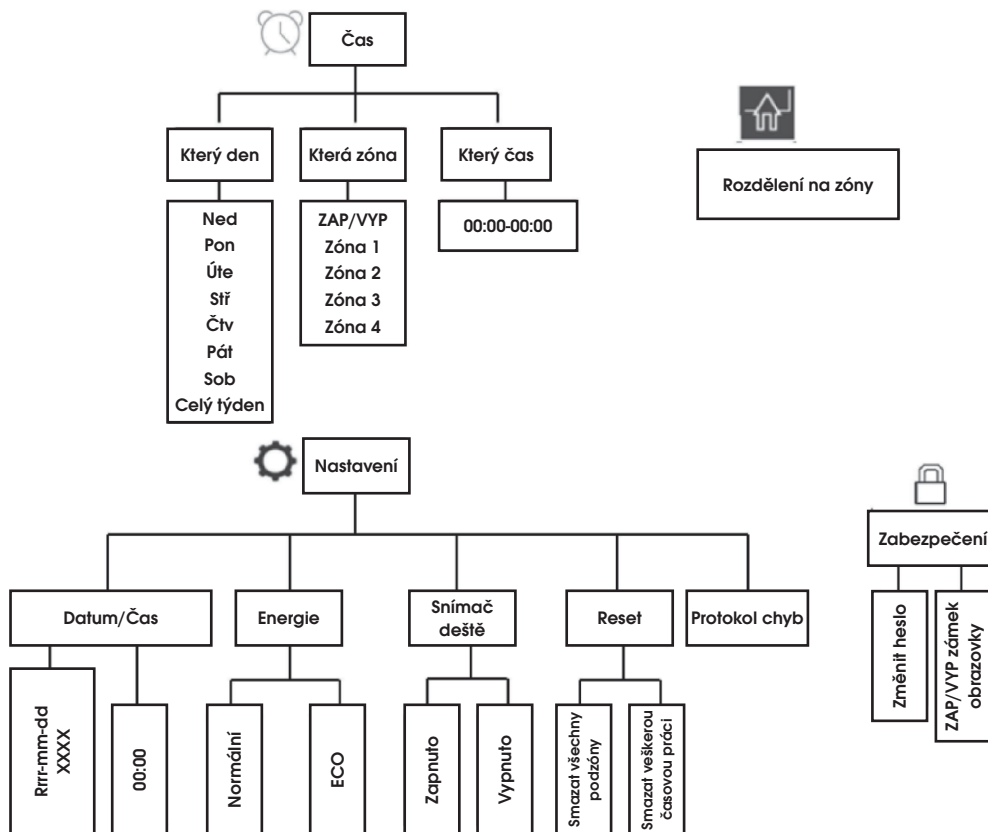 Čas
Který den
Která zóna
Který čas
Rozdělení na zóny
Ned
Pon
Úte
Stř
Čtv
Pát
Sob
Celý týden
ZAP/VYP
Zóna 1
Zóna 2
Zóna 3
Zóna 4
00:00-00:00
Nastavení
Zabezpečení
Datum/Čas
Energie
Snímač
deště
Reset
Protokol chyb
Změnit heslo
ZAP/VYP zámek
obrazovky
Rrrr-mm-dd
XXXX
00:00
Normální
ECO
Zapnuto
Vypnuto
Smazat všechny
podzóny
Smazat veškerou
časovou práci